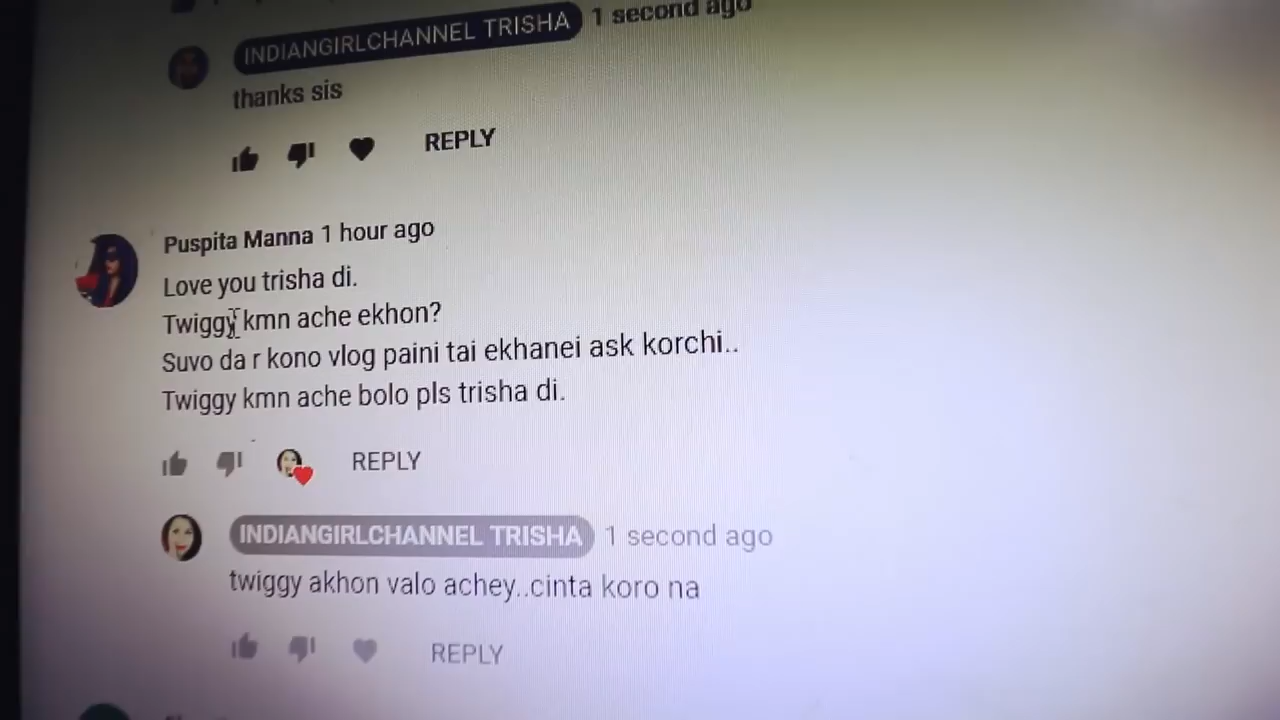 INDIANGIRLCHANNEL TRISHA 1 second ago
thanks sis
REPLY
Puspita Manna 1 hour ago
Love you trisha di.
Twiggy kmn ache ekhon?
Suvo da r kono vlog paini tai ekhanei ask korchi..
Twiggy kmn ache bolo pls trisha di.
REPLY
INDIANGIRLCHANNEL TRISHA 1 second ago
twiggy akhon valo achey..cinta koro na
REPLY